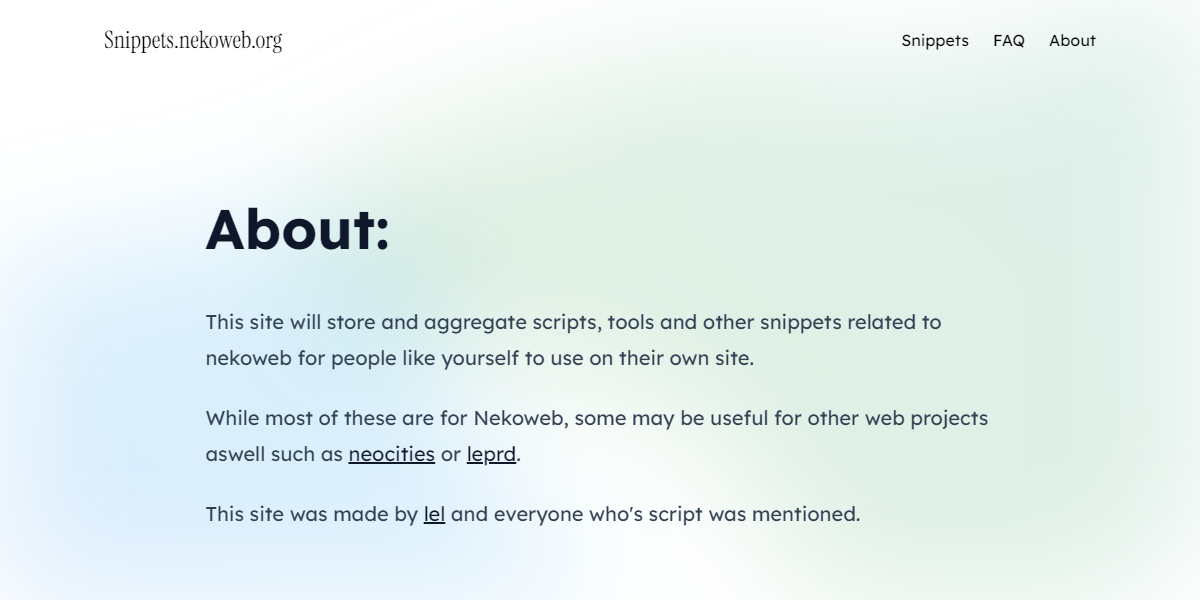 Snippets.nekoweb.org
Snippets FAQ About
About:
This site will store and aggregate scripts, tools and other snippets related to
nekoweb for people like yourself to use on their own site.
While most of these are for Nekoweb, some may be useful for other web projects
aswell such as neocities or leprd.
This site was made by lel and everyone who's script was mentioned.